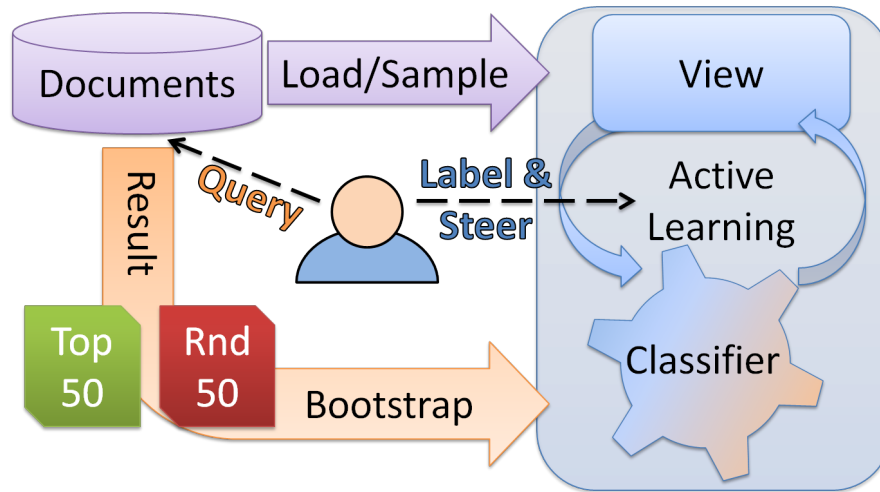 Documents
Load/Sample
View
Result
Query
Label &
Steer
Active
Learning
Top
50
Rnd
50
Bootstrap
Classifier